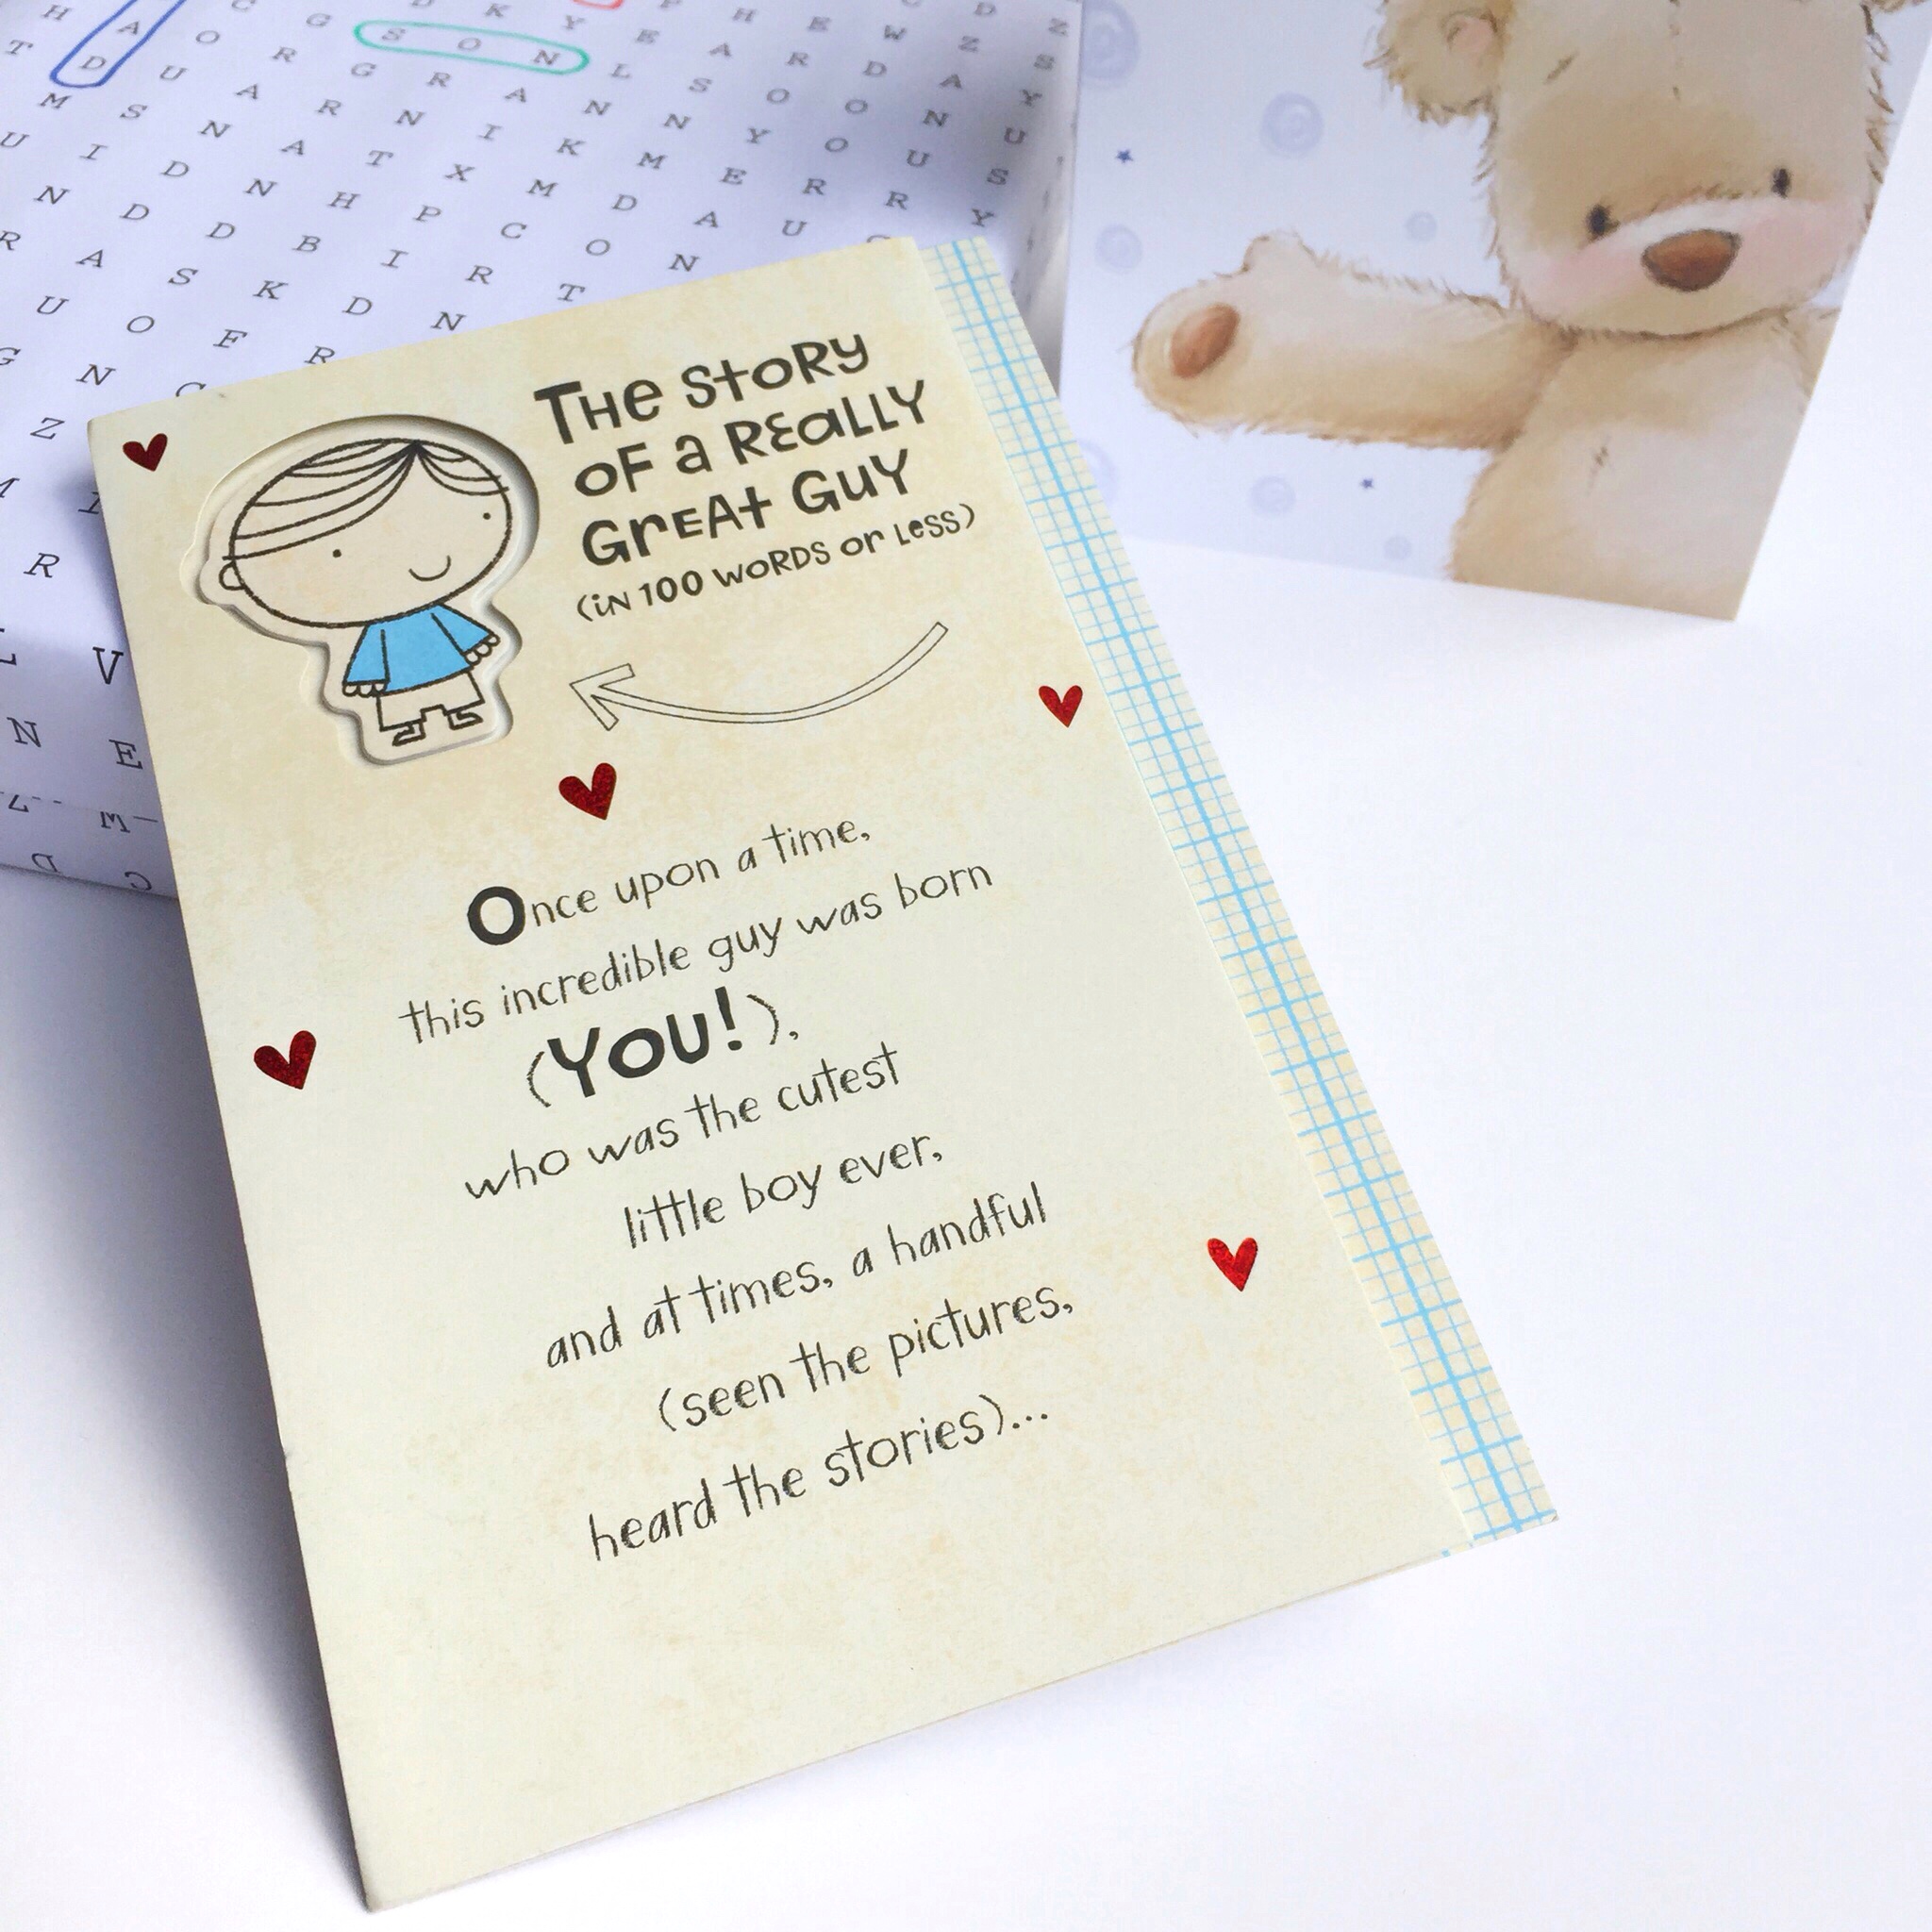 D Z
P H E W Z S
D K Y E A R D A Y
C G S O N L S O O N U
H A O R G R A N N Y O U S
T D U A R N I K M E R R Y
M S N A T X M D A U
U I D N H P C O N
N D D B I R T
R A S K D N
U O F R
G N
Z
R
V
N E
THE STORY
OF a REALLY
GREAT GUY
(iN 100 WORDS or LeSS)
Once upon a time,
this incredible guy was born
(YOU!),
who was the cutest
little boy ever,
and at times, a handful
(seen the pictures,
heard the stories)...